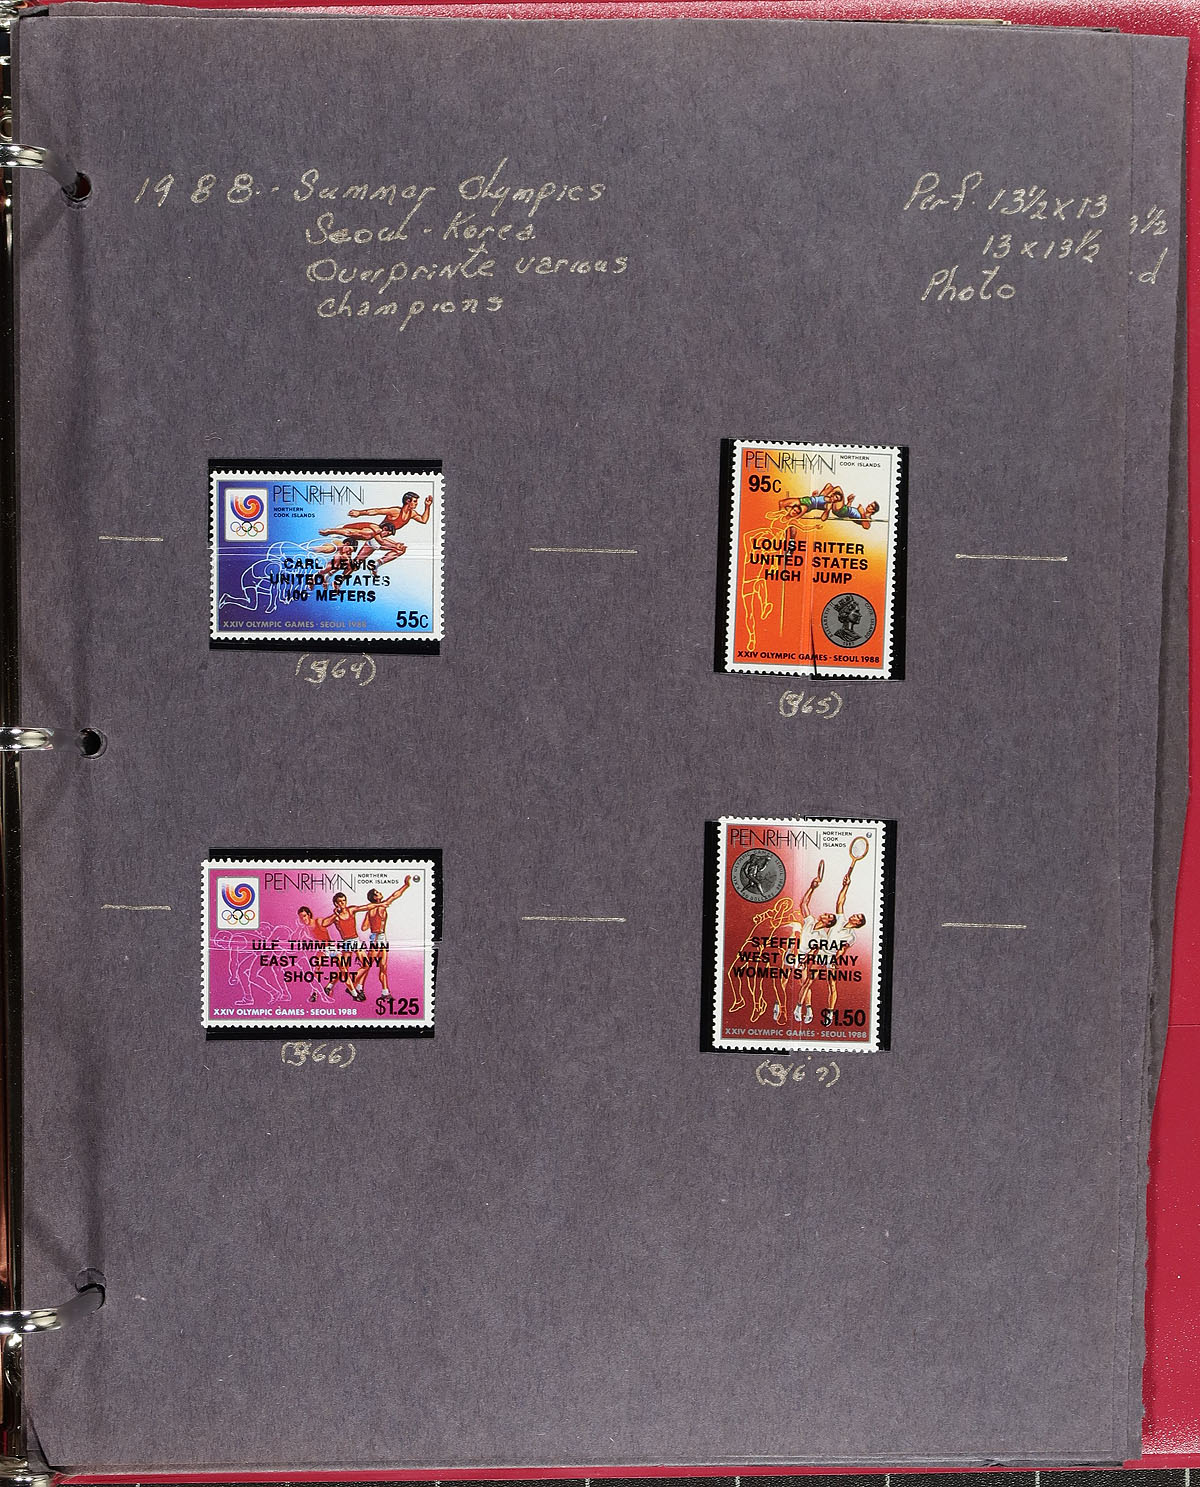 1988-- Summer Olympics
Seoul - Korea
Overprinte various
champions
Perf. 13½ x 13
13 x 13½
Photo
3½
d
PENRHYN
NORTHERN
COOK ISLANDS
CARL LEWIS
UNITED STATES
100 METERS
55c
XXIV OLYMPIC GAMES · SEOUL 1988
PENRHYN
NORTHERN
COOK ISLANDS
95c
LOUISE RITTER
UNITED STATES
HIGH JUMP
XXIV OLYMPIC GAMES · SEOUL 1988
PENRHYN
NORTHERN
COOK ISLANDS
ULF TIMMERMANN
EAST GERMANY
SHOT-PUT
$1.25
XXIV OLYMPIC GAMES · SEOUL 1988
PENRHYN
NORTHERN
COOK
ISLANDS
STEFFI GRAF
WEST GERMANY
WOMEN'S TENNIS
$1.50
XXIV OLYMPIC GAMES · SEOUL 1988